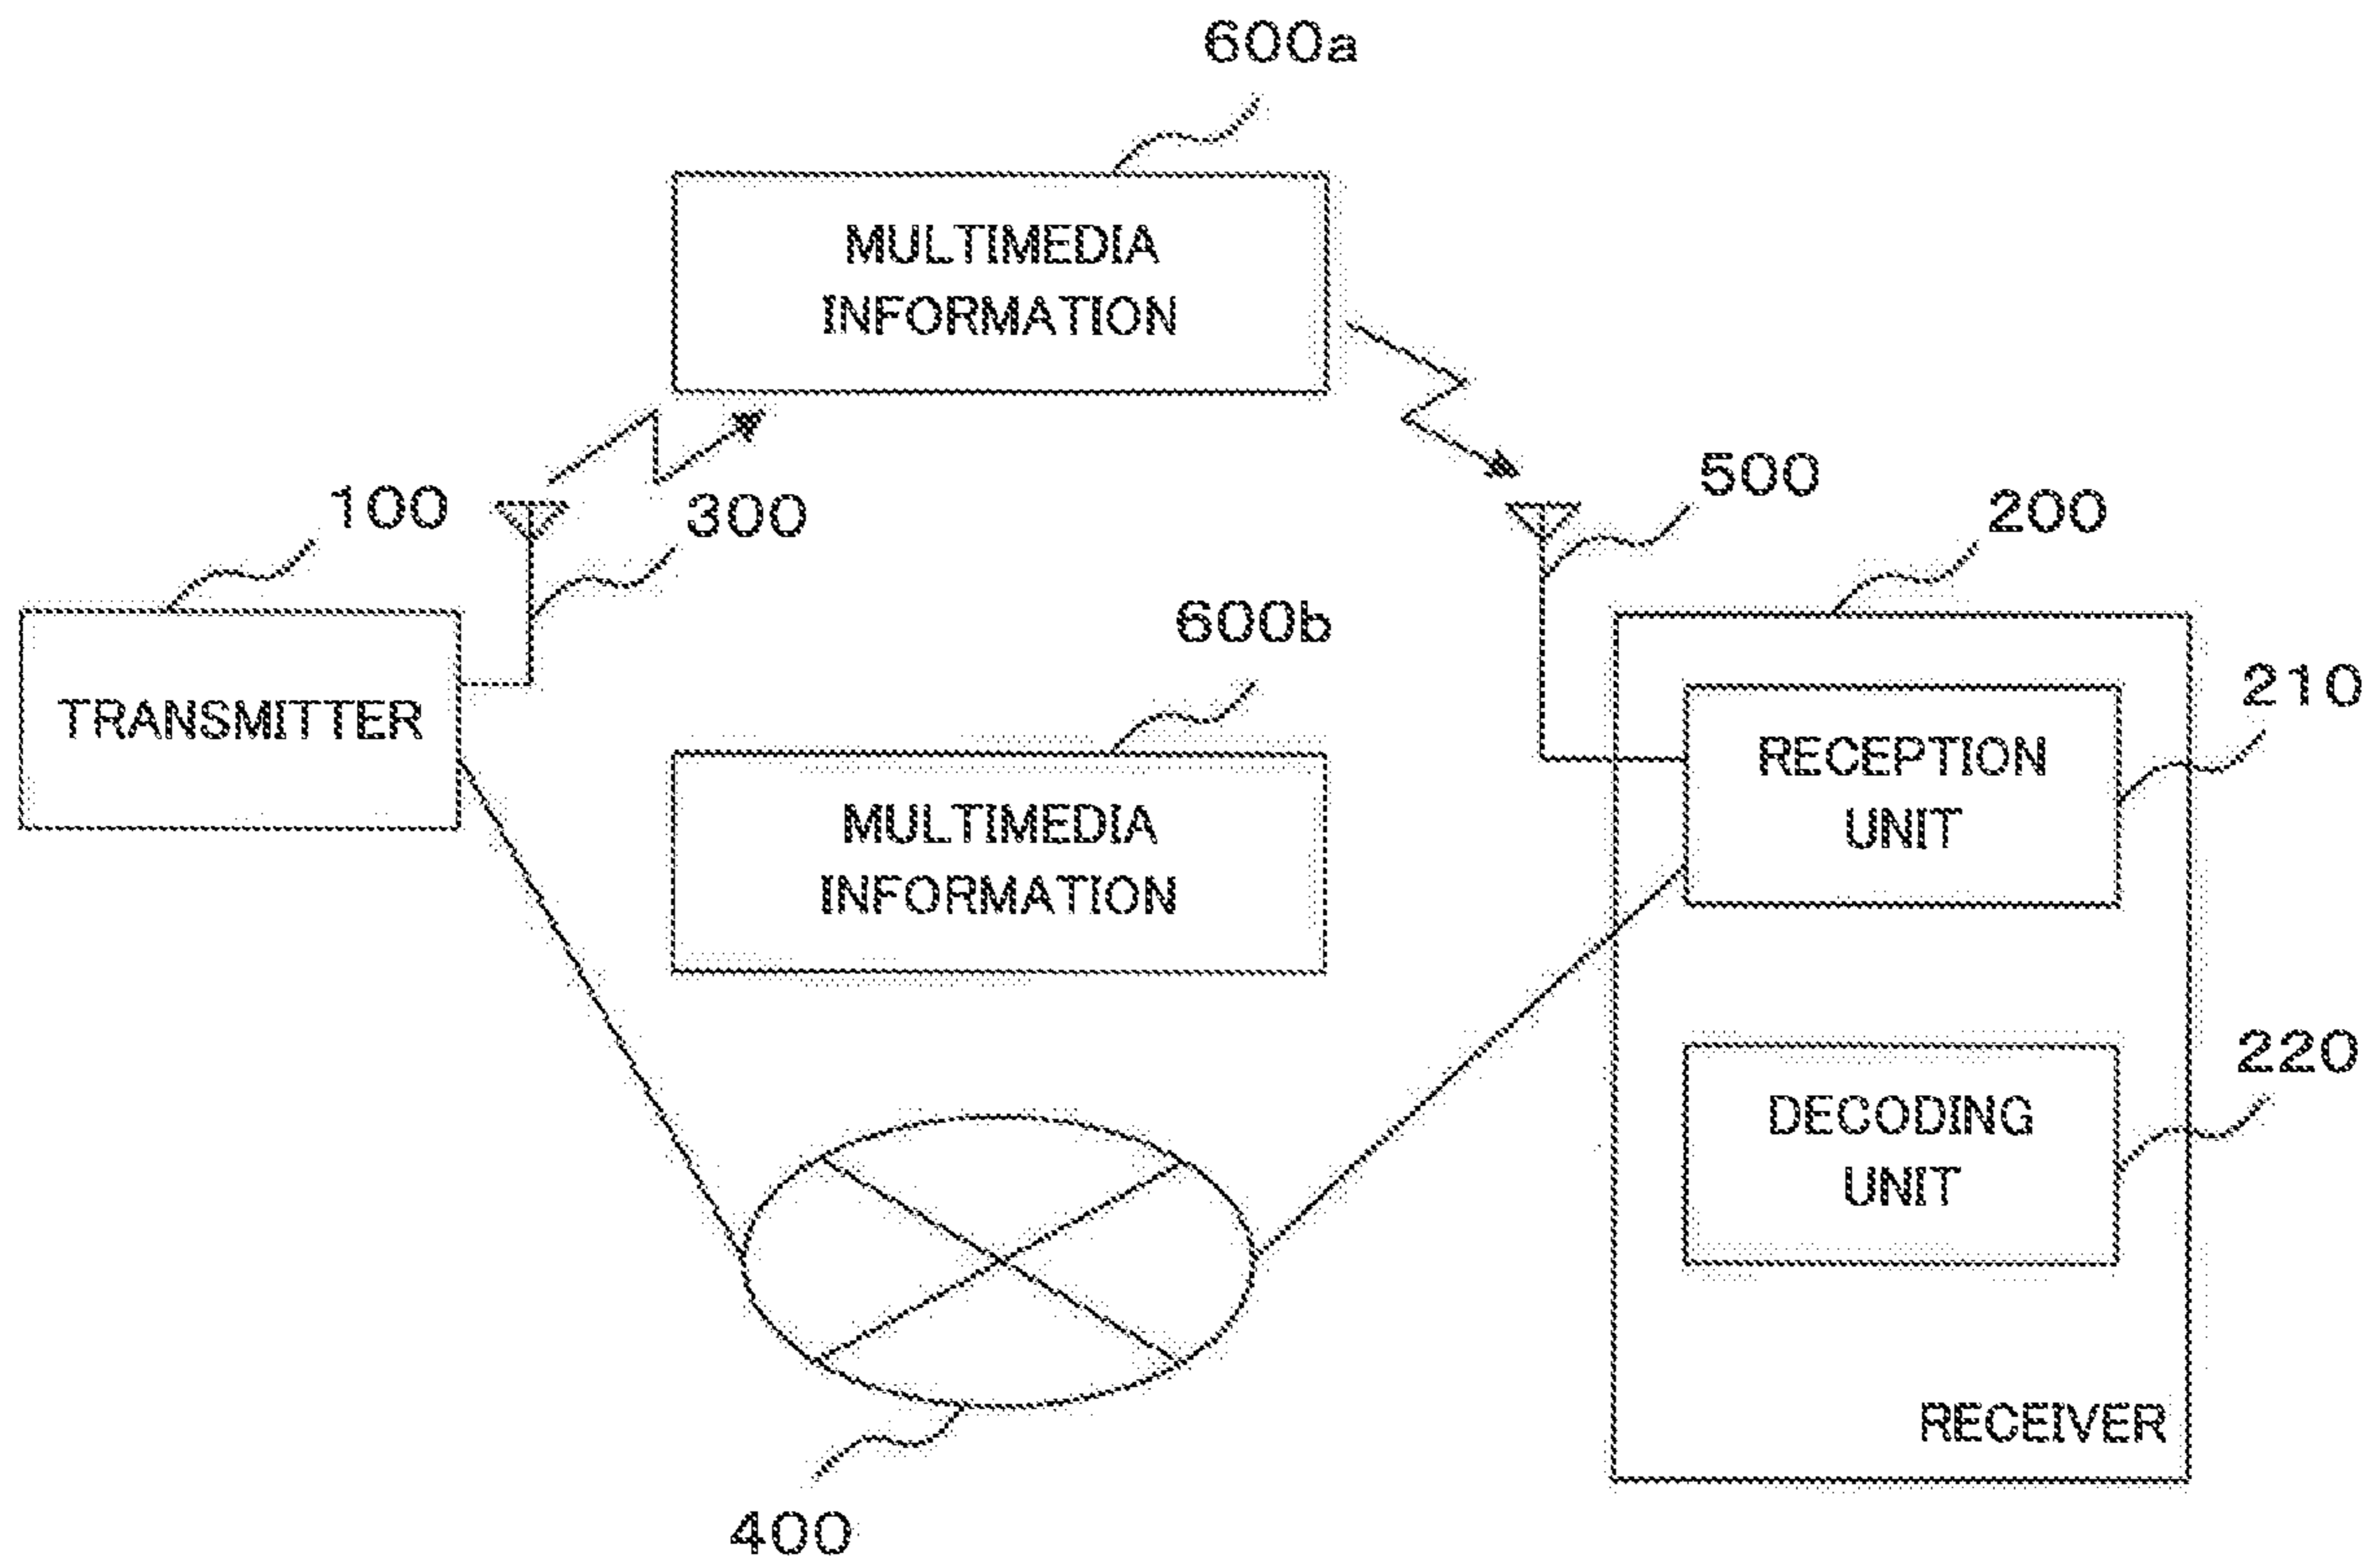 600a
MULTIMEDIA
INFORMATION
100
300
500
200
TRANSMITTER
600b
210
RECEPTION
UNIT
MULTIMEDIA
INFORMATION
220
DECODING
UNIT
RECEIVER
400